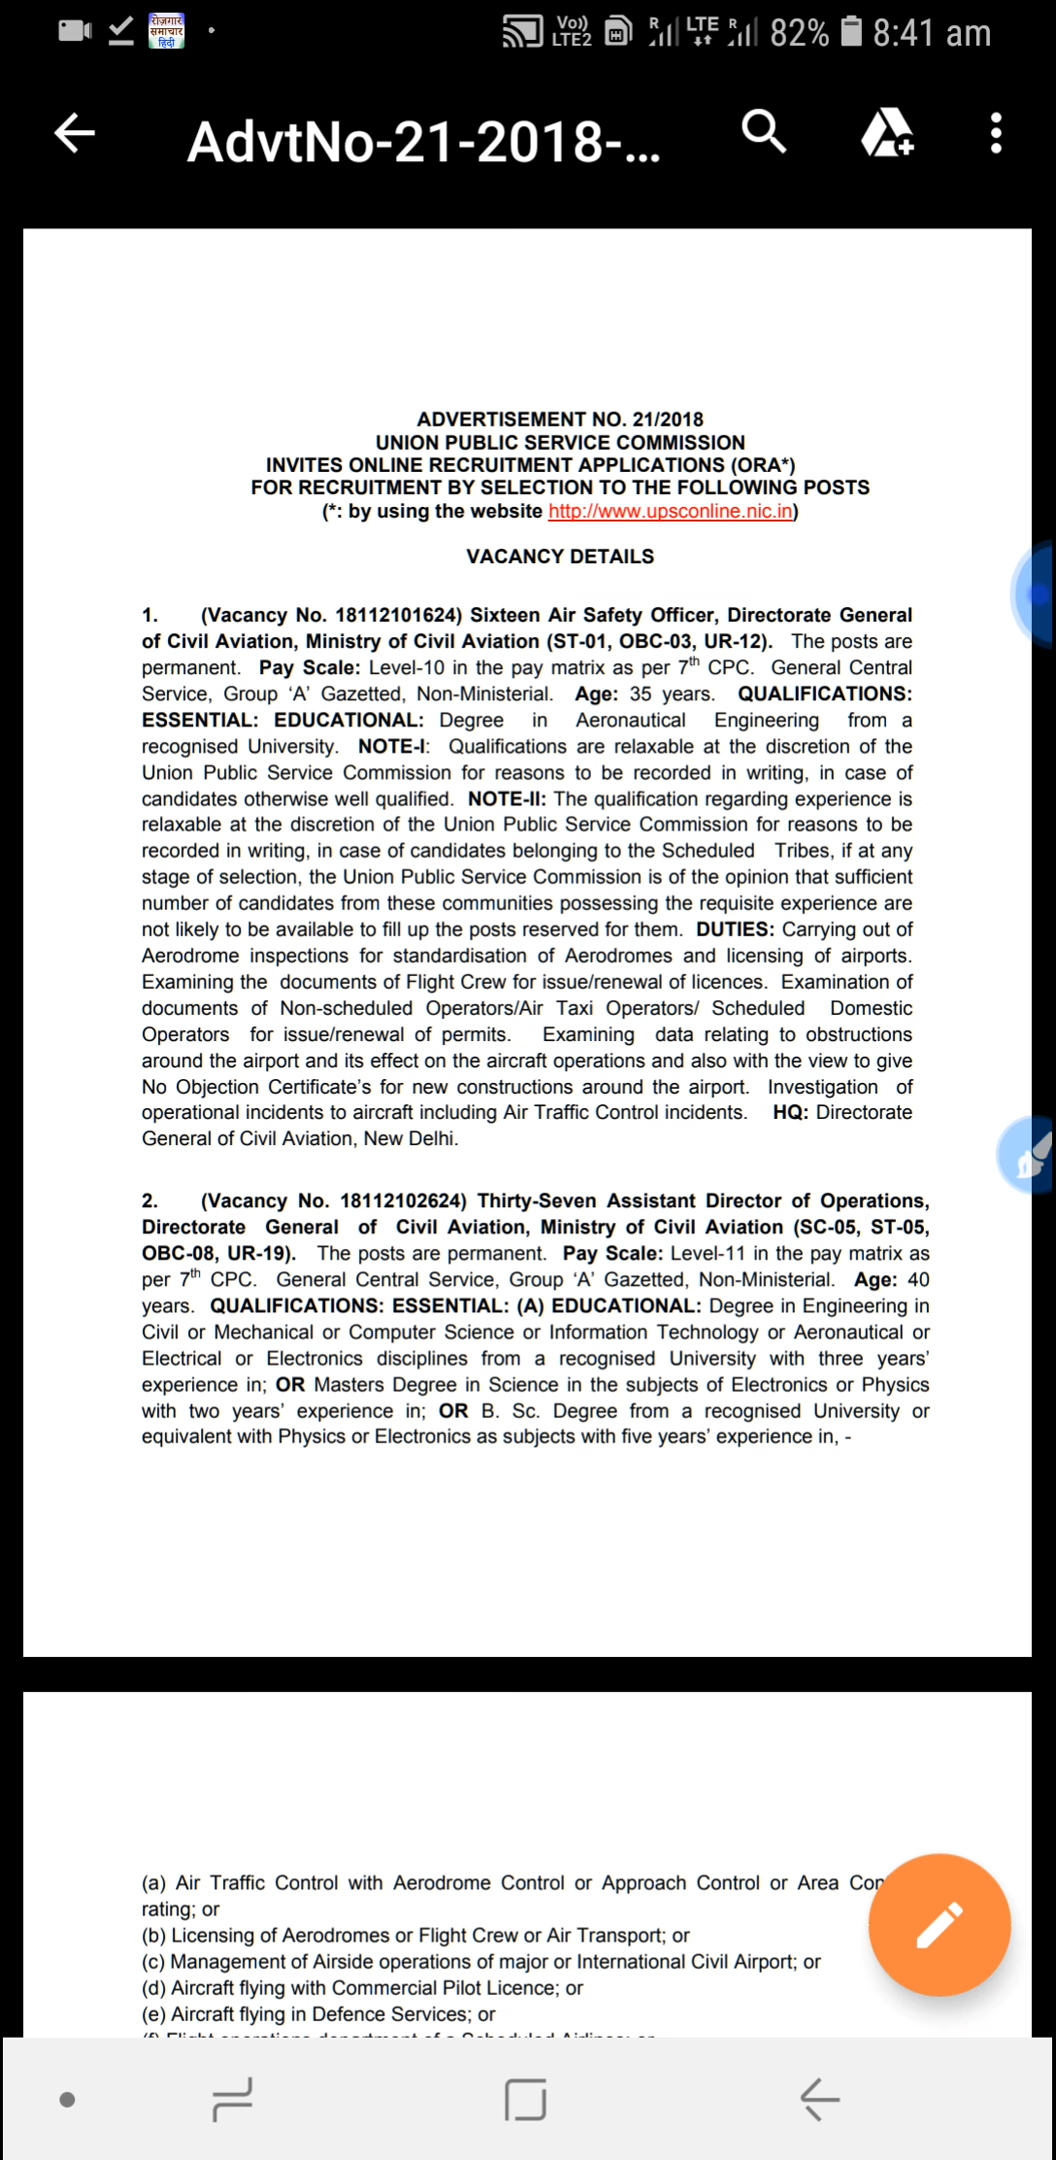 रोज़गार
समाचार
हिंदी
Vo))
LTE2
R
LTE
R
82%
8:41 am
AdvtNo-21-2018-...
ADVERTISEMENT NO. 21/2018
UNION PUBLIC SERVICE COMMISSION
INVITES ONLINE RECRUITMENT APPLICATIONS (ORA*)
FOR RECRUITMENT BY SELECTION TO THE FOLLOWING POSTS
(*: by using the website http://www.upsconline.nic.in)
VACANCY DETAILS
1. (Vacancy No. 18112101624) Sixteen Air Safety Officer, Directorate General
of Civil Aviation, Ministry of Civil Aviation (ST-01, OBC-03, UR-12). The posts are
permanent. Pay Scale: Level-10 in the pay matrix as per 7th CPC. General Central
Service, Group ‘A’ Gazetted, Non-Ministerial. Age: 35 years. QUALIFICATIONS:
ESSENTIAL: EDUCATIONAL: Degree in Aeronautical Engineering from a
recognised University. NOTE-I: Qualifications are relaxable at the discretion of the
Union Public Service Commission for reasons to be recorded in writing, in case of
candidates otherwise well qualified. NOTE-II: The qualification regarding experience is
relaxable at the discretion of the Union Public Service Commission for reasons to be
recorded in writing, in case of candidates belonging to the Scheduled Tribes, if at any
stage of selection, the Union Public Service Commission is of the opinion that sufficient
number of candidates from these communities possessing the requisite experience are
not likely to be available to fill up the posts reserved for them. DUTIES: Carrying out of
Aerodrome inspections for standardisation of Aerodromes and licensing of airports.
Examining the documents of Flight Crew for issue/renewal of licences. Examination of
documents of Non-scheduled Operators/Air Taxi Operators/ Scheduled Domestic
Operators for issue/renewal of permits. Examining data relating to obstructions
around the airport and its effect on the aircraft operations and also with the view to give
No Objection Certificate’s for new constructions around the airport. Investigation of
operational incidents to aircraft including Air Traffic Control incidents. HQ: Directorate
General of Civil Aviation, New Delhi.
2. (Vacancy No. 18112102624) Thirty-Seven Assistant Director of Operations,
Directorate General of Civil Aviation, Ministry of Civil Aviation (SC-05, ST-05,
OBC-08, UR-19). The posts are permanent. Pay Scale: Level-11 in the pay matrix as
per 7th CPC. General Central Service, Group ‘A’ Gazetted, Non-Ministerial. Age: 40
years. QUALIFICATIONS: ESSENTIAL: (A) EDUCATIONAL: Degree in Engineering in
Civil or Mechanical or Computer Science or Information Technology or Aeronautical or
Electrical or Electronics disciplines from a recognised University with three years’
experience in; OR Masters Degree in Science in the subjects of Electronics or Physics
with two years’ experience in; OR B. Sc. Degree from a recognised University or
equivalent with Physics or Electronics as subjects with five years’ experience in, -
(a) Air Traffic Control with Aerodrome Control or Approach Control or Area Con
rating; or
(b) Licensing of Aerodromes or Flight Crew or Air Transport; or
(c) Management of Airside operations of major or International Civil Airport; or
(d) Aircraft flying with Commercial Pilot Licence; or
(e) Aircraft flying in Defence Services; or
(f) Flight operations department of a Scheduled Airlines; or